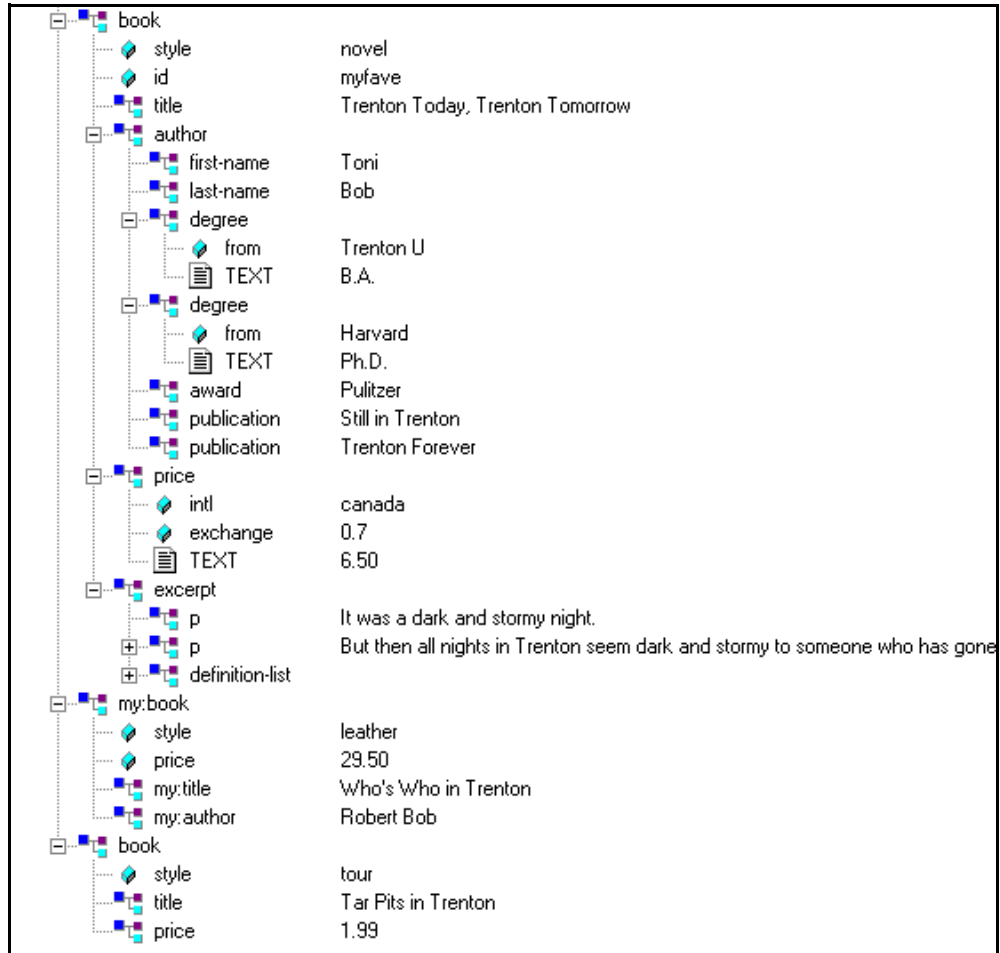 book
style novel
id myfave
title Trenton Today, Trenton Tomorrow
author
first-name Toni
last-name Bob
degree
from Trenton U
TEXT B.A.
degree
from Harvard
TEXT Ph.D.
award Pulitzer
publication Still in Trenton
publication Trenton Forever
price
intl canada
exchange 0.7
TEXT 6.50
excerpt
p It was a dark and stormy night.
p But then all nights in Trenton seem dark and stormy to someone who has gone
definition-list
my:book
style leather
price 29.50
my:title Who's Who in Trenton
my:author Robert Bob
book
style tour
title Tar Pits in Trenton
price 1.99